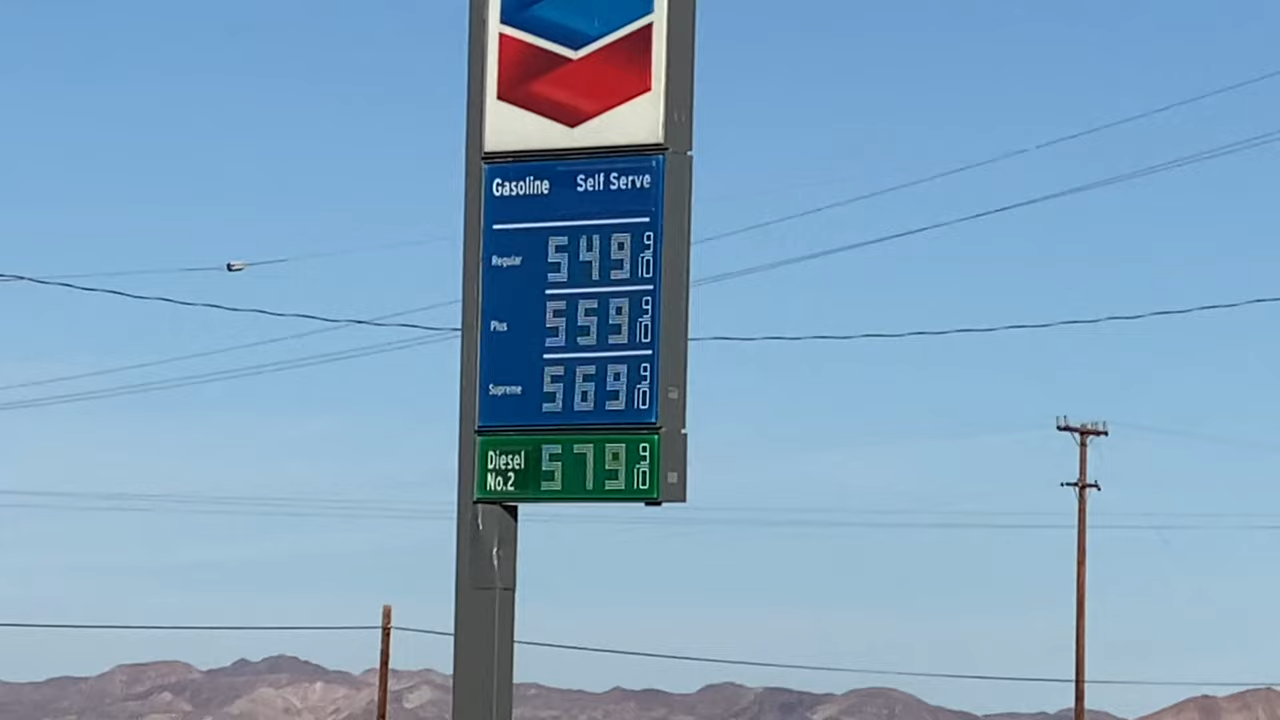 Gasoline Self Serve
Regular 549 9/10
Plus 559 9/10
Supreme 569 9/10
Diesel No.2 579 9/10